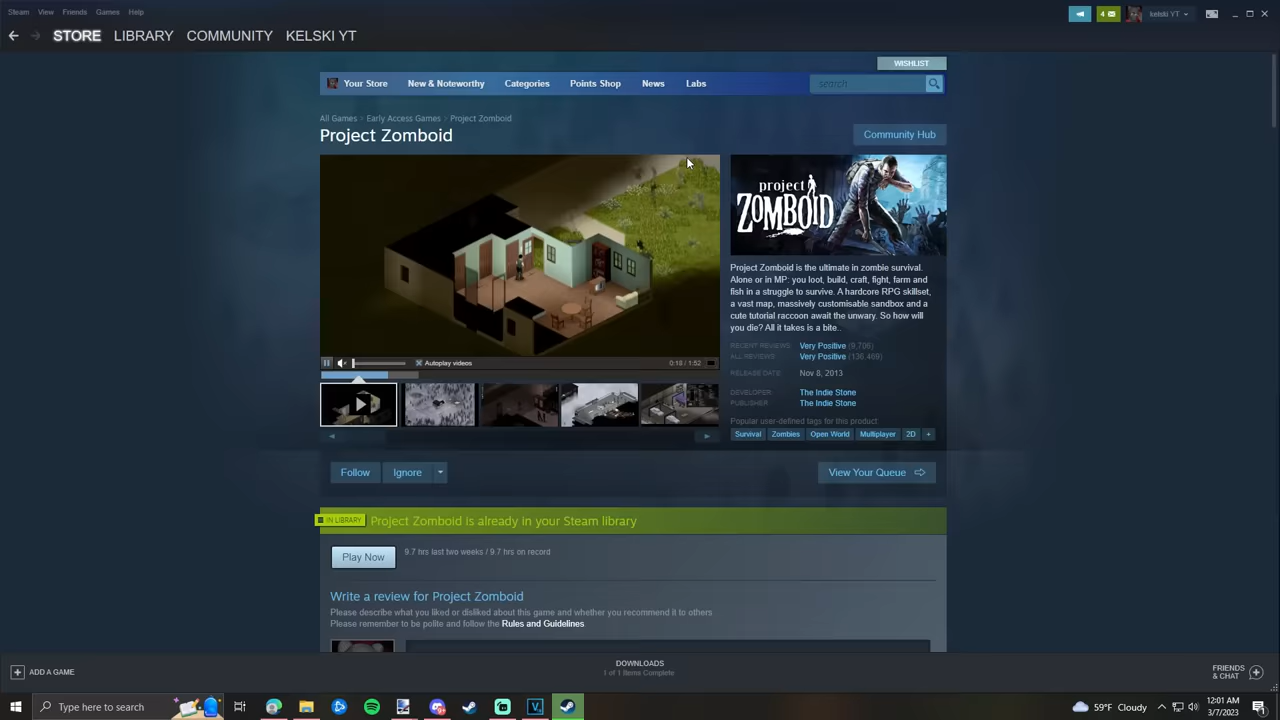 Steam View Friends Games Help
4
kelski YT
STORE LIBRARY COMMUNITY KELSKI YT
WISHLIST
Your Store New & Noteworthy Categories Points Shop News Labs
search
All Games > Early Access Games > Project Zomboid
Project Zomboid
Community Hub
project
ZOMBOID
Project Zomboid is the ultimate in zombie survival.
Alone or in MP: you loot, build, craft, fight, farm and
fish in a struggle to survive. A hardcore RPG skillset,
a vast map, massively customisable sandbox and a
cute tutorial raccoon await the unwary. So how will
you die? All it takes is a bite..
RECENT REVIEWS: Very Positive (9,706)
ALL REVIEWS: Very Positive (136,469)
RELEASE DATE: Nov 8, 2013
DEVELOPER: The Indie Stone
PUBLISHER: The Indie Stone
Popular user-defined tags for this product:
Survival Zombies Open World Multiplayer 2D +
Autoplay videos
0:18 / 1:52
Follow Ignore
View Your Queue
IN LIBRARY Project Zomboid is already in your Steam library
Play Now
9.7 hrs last two weeks / 9.7 hrs on record
Write a review for Project Zomboid
Please describe what you liked or disliked about this game and whether you recommend it to others
Please remember to be polite and follow the Rules and Guidelines
ADD A GAME
DOWNLOADS
1 of 1 Items Complete
FRIENDS
& CHAT
Type here to search
59°F Cloudy
12:01 AM
3/7/2023